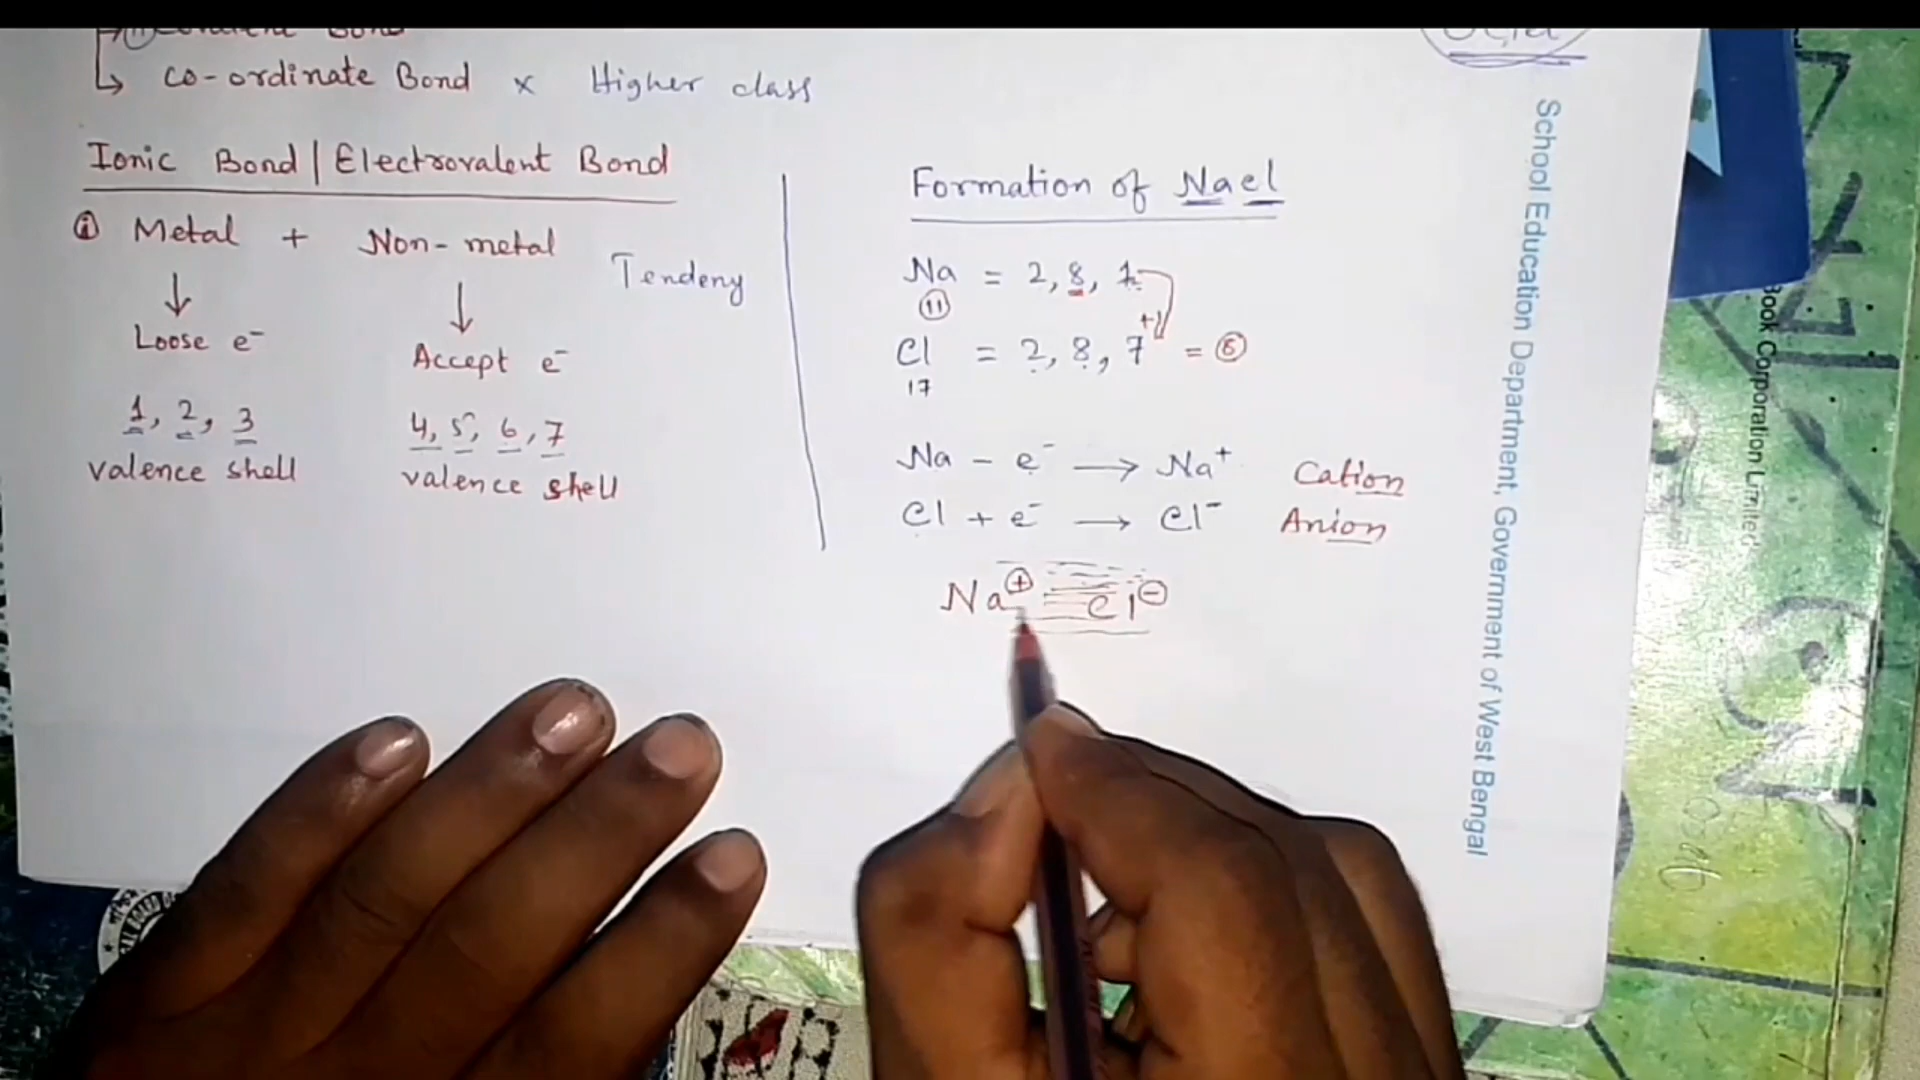 Covalent Bond
↳ co-ordinate Bond x Higher class
Ionic Bond | Electrovalent Bond
ⓘ Metal + Non-metal
Tendeny
↓ ↓
Loose e⁻ Accept e⁻
1, 2, 3 4, 5, 6, 7
valence shell valence shell
Formation of Nacl
Na = 2, 8, 1
11
+1
Cl = 2, 8, 7 = 8
17
Na - e⁻ → Na⁺ Cation
Cl + e⁻ → Cl⁻ Anion
Na⊕ Cl⊖
School Education Department, Government of West Bengal
Book Corporation Limited